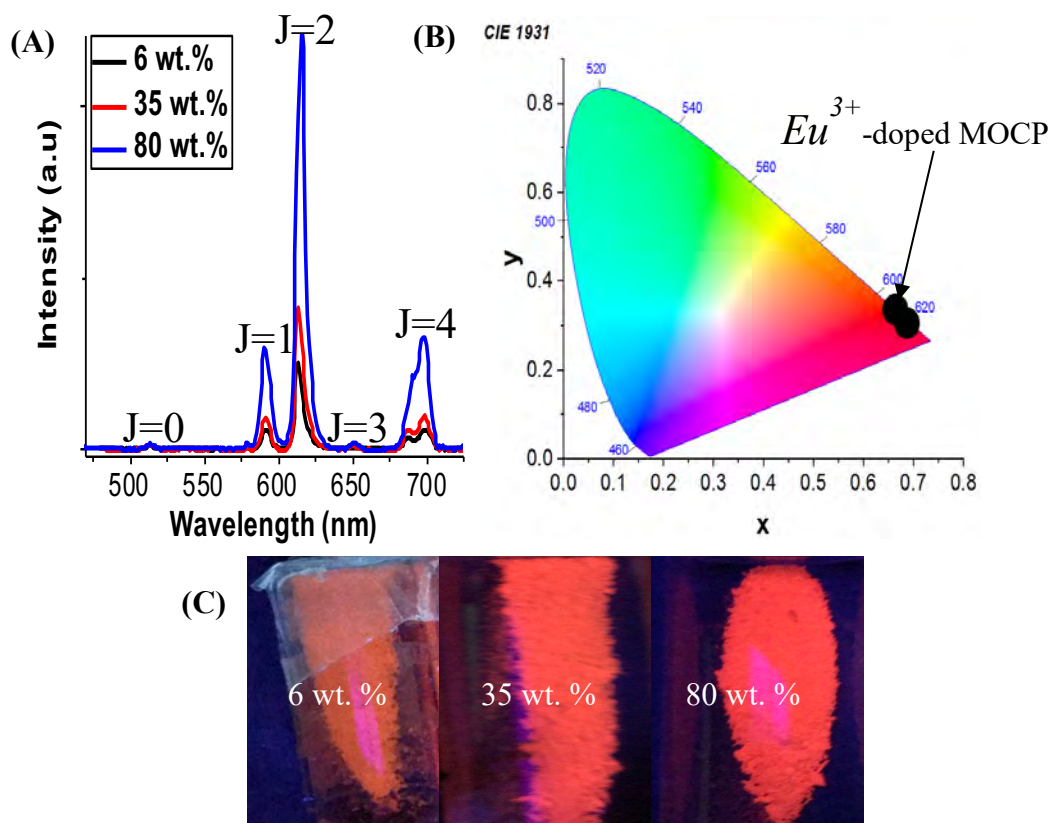 (A)
6 wt.%
35 wt.%
80 wt.%
J=2
J=1
J=4
J=0
J=3
Intensity (a.u)
500 550 600 650 700
Wavelength (nm)
(B)
CIE 1931
Eu³⁺ -doped MOCP
520
540
560
580
600
620
500
480
460
0.8
0.6
0.4
0.2
0.0
y
0.0 0.1 0.2 0.3 0.4 0.5 0.6 0.7 0.8
x
(C)
6 wt. %
35 wt. %
80 wt. %